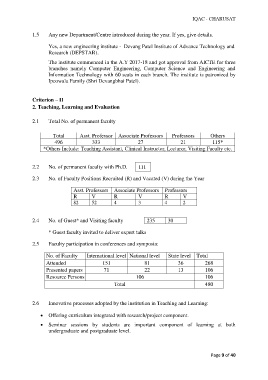 IQAC - CHARUSAT
1.5 Any new Department/Centre introduced during the year. If yes, give details.
Yes, a new engineering institute - Devang Patel Institute of Advance Technology and
Research (DEPSTAR).
The institute commenced in the A.Y 2017-18 and got approval from AICTE for three
branches namely Computer Engineering, Computer Science and Engineering and
Information Technology with 60 seats in each branch. The institute is patronized by
Ipcowala Family (Shri Devangbhai Patel).
Criterion – II
2. Teaching, Learning and Evaluation
2.1 Total No. of permanent faculty
Total Asst. Professor Associate Professors Professors Others
496 333 27 21 115*
*Others Include: Teaching Assistant, Clinical Instructor, Lecturer, Visiting Faculty etc.
2.2 No. of permanent faculty with Ph.D. 111
2.3 No. of Faculty Positions Recruited (R) and Vacated (V) during the Year
Asst. Professors Associate Professors Professors
R V R V R V
2.4 No. of Guest* and Visiting faculty 235 30
* Guest faculty invited to deliver expert talks
2.5 Faculty participation in conferences and symposia:
No. of Faculty International level National level State level Total
Attended 151 81 36 268
Presented papers 71 22 13 106
Resource Persons 106 106
Total 480
2.6 Innovative processes adopted by the institution in Teaching and Learning:
• Offering curriculum integrated with research/project component.
• Seminar sessions by students are important component of learning at both
undergraduate and postgraduate level.
Page 9 of 40